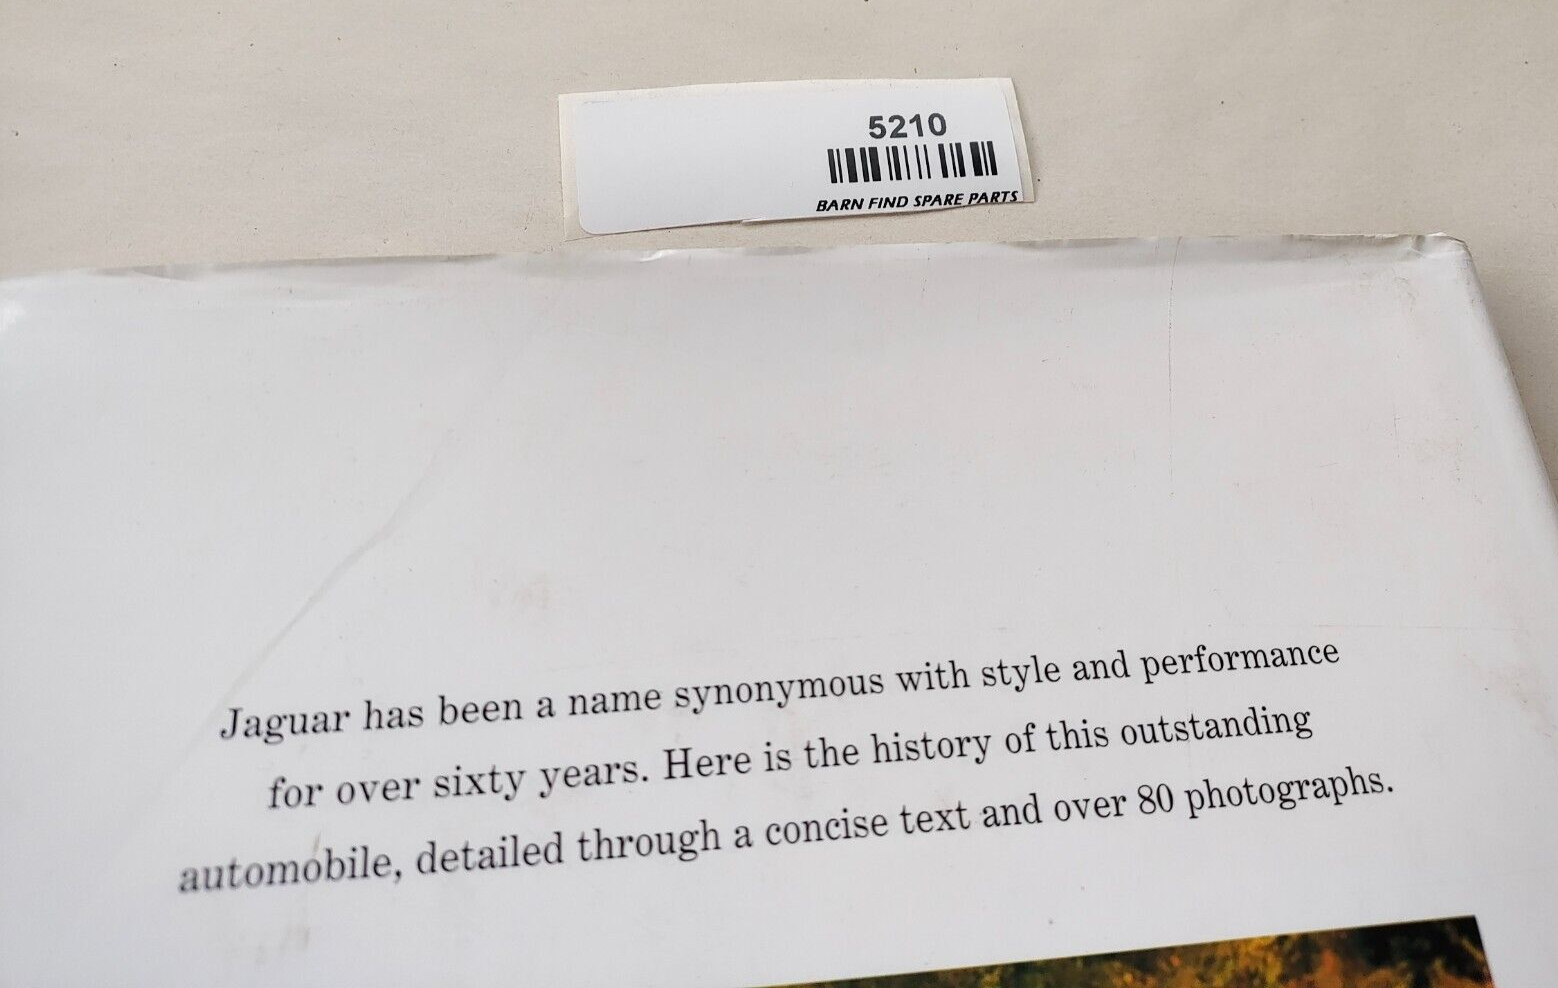 5210
BARN FIND SPARE PARTS
Jaguar has been a name synonymous with style and performance
for over sixty years. Here is the history of this outstanding
automobile, detailed through a concise text and over 80 photographs.